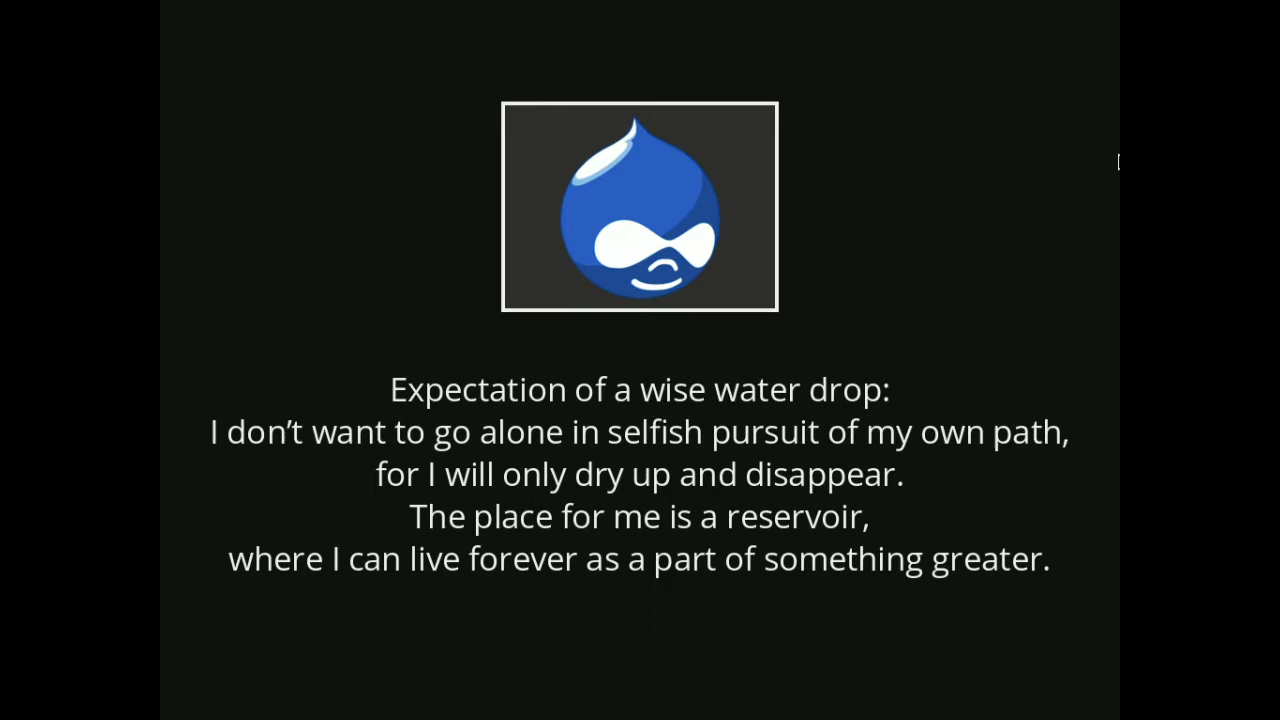 Expectation of a wise water drop:
I don’t want to go alone in selfish pursuit of my own path,
for I will only dry up and disappear.
The place for me is a reservoir,
where I can live forever as a part of something greater.